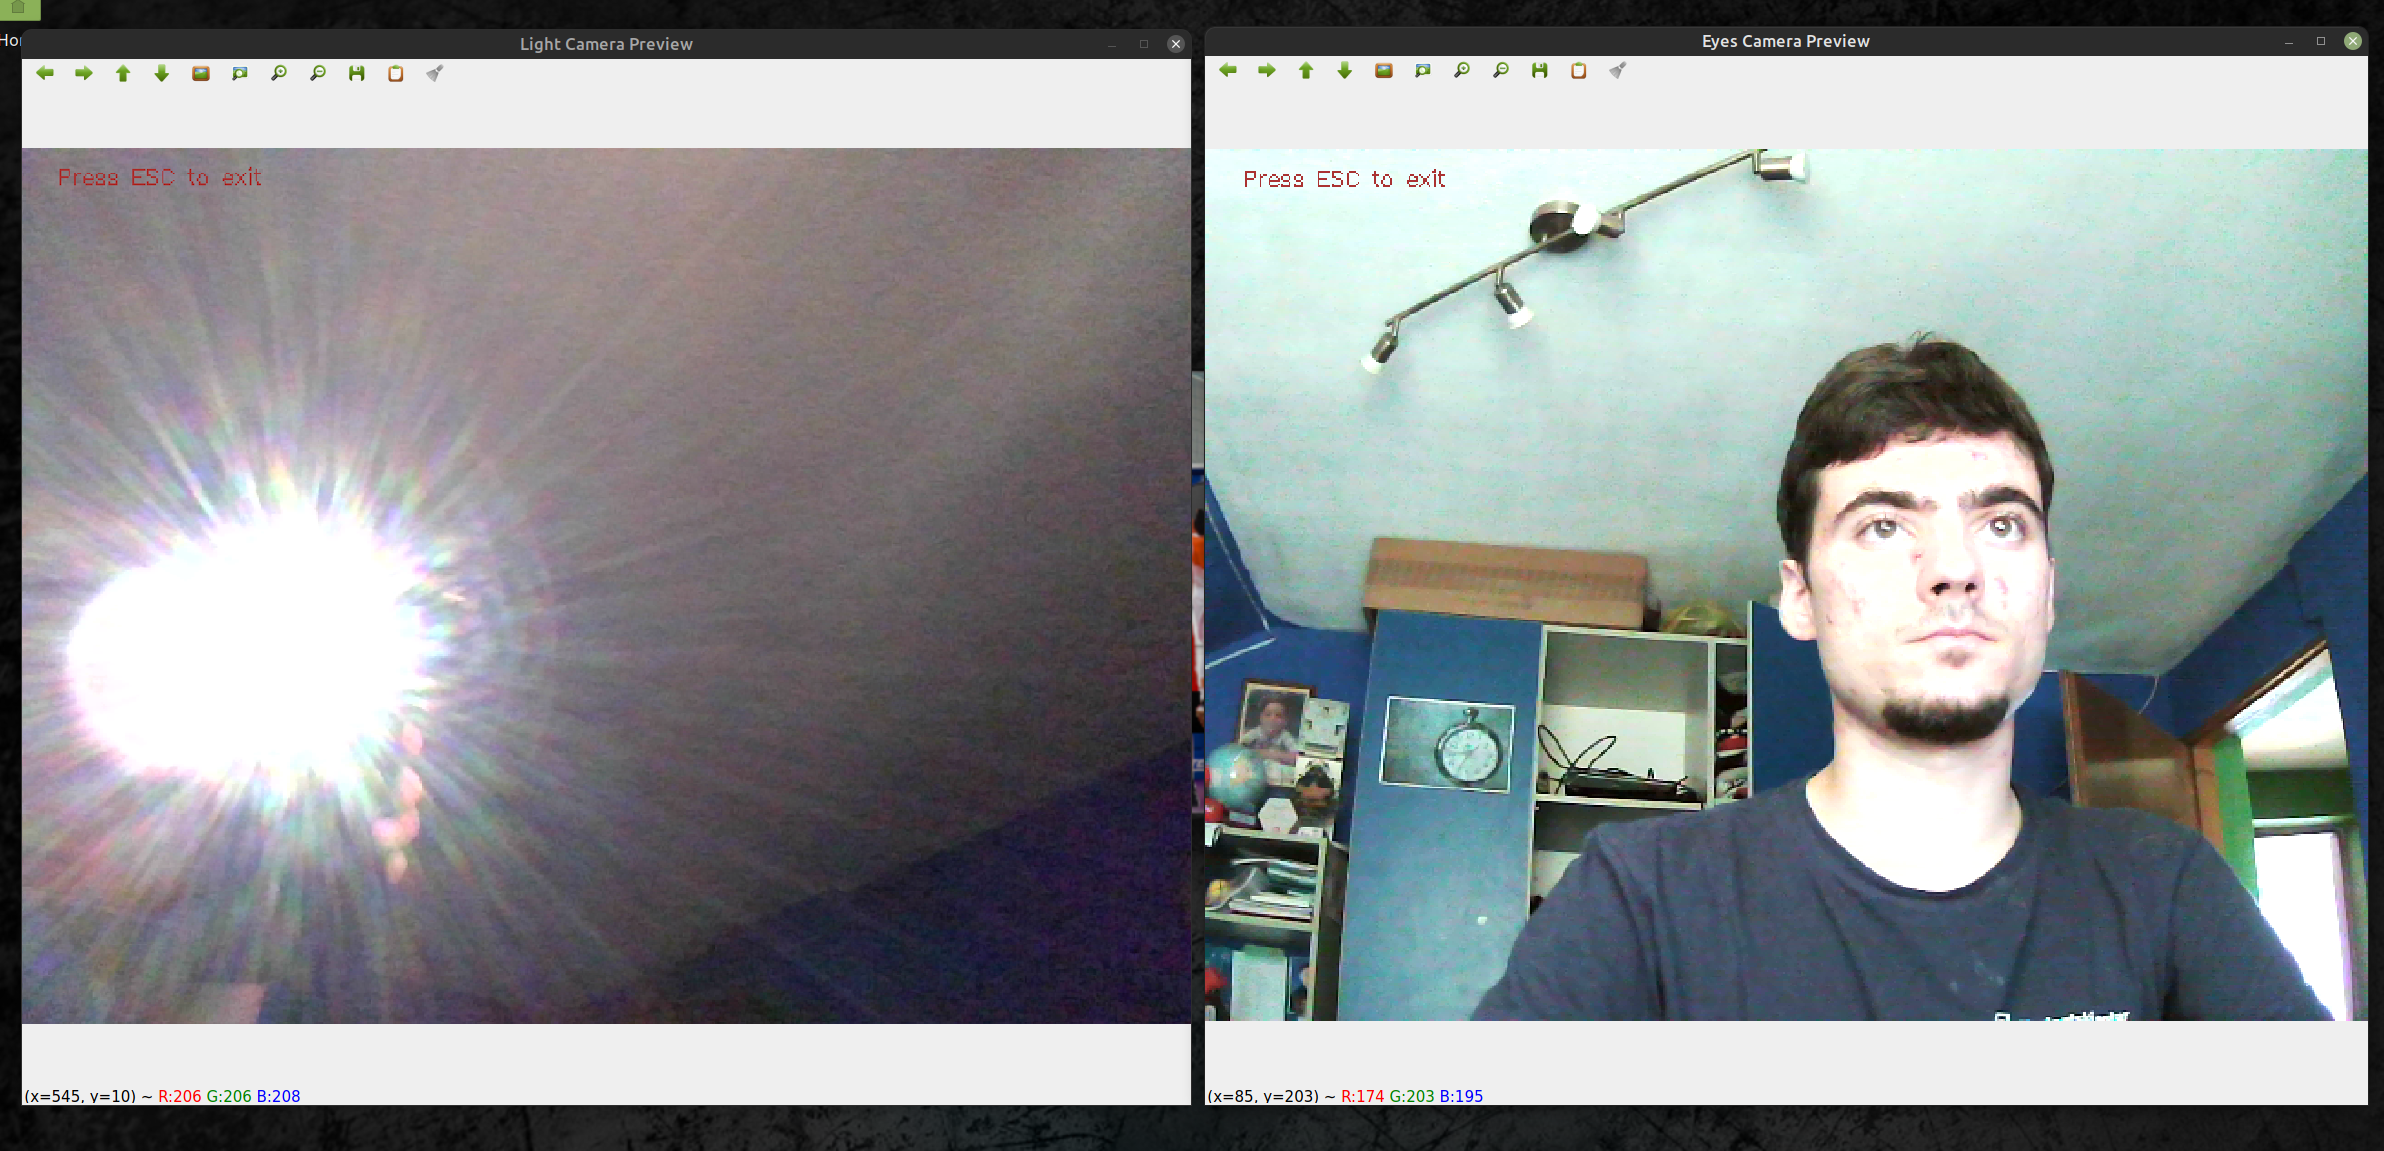 Hor
Light Camera Preview
Eyes Camera Preview
Press ESC to exit
Press ESC to exit
(x=545, y=10) ~ R:206 G:206 B:208
(x=85, y=203) ~ R:174 G:203 B:195